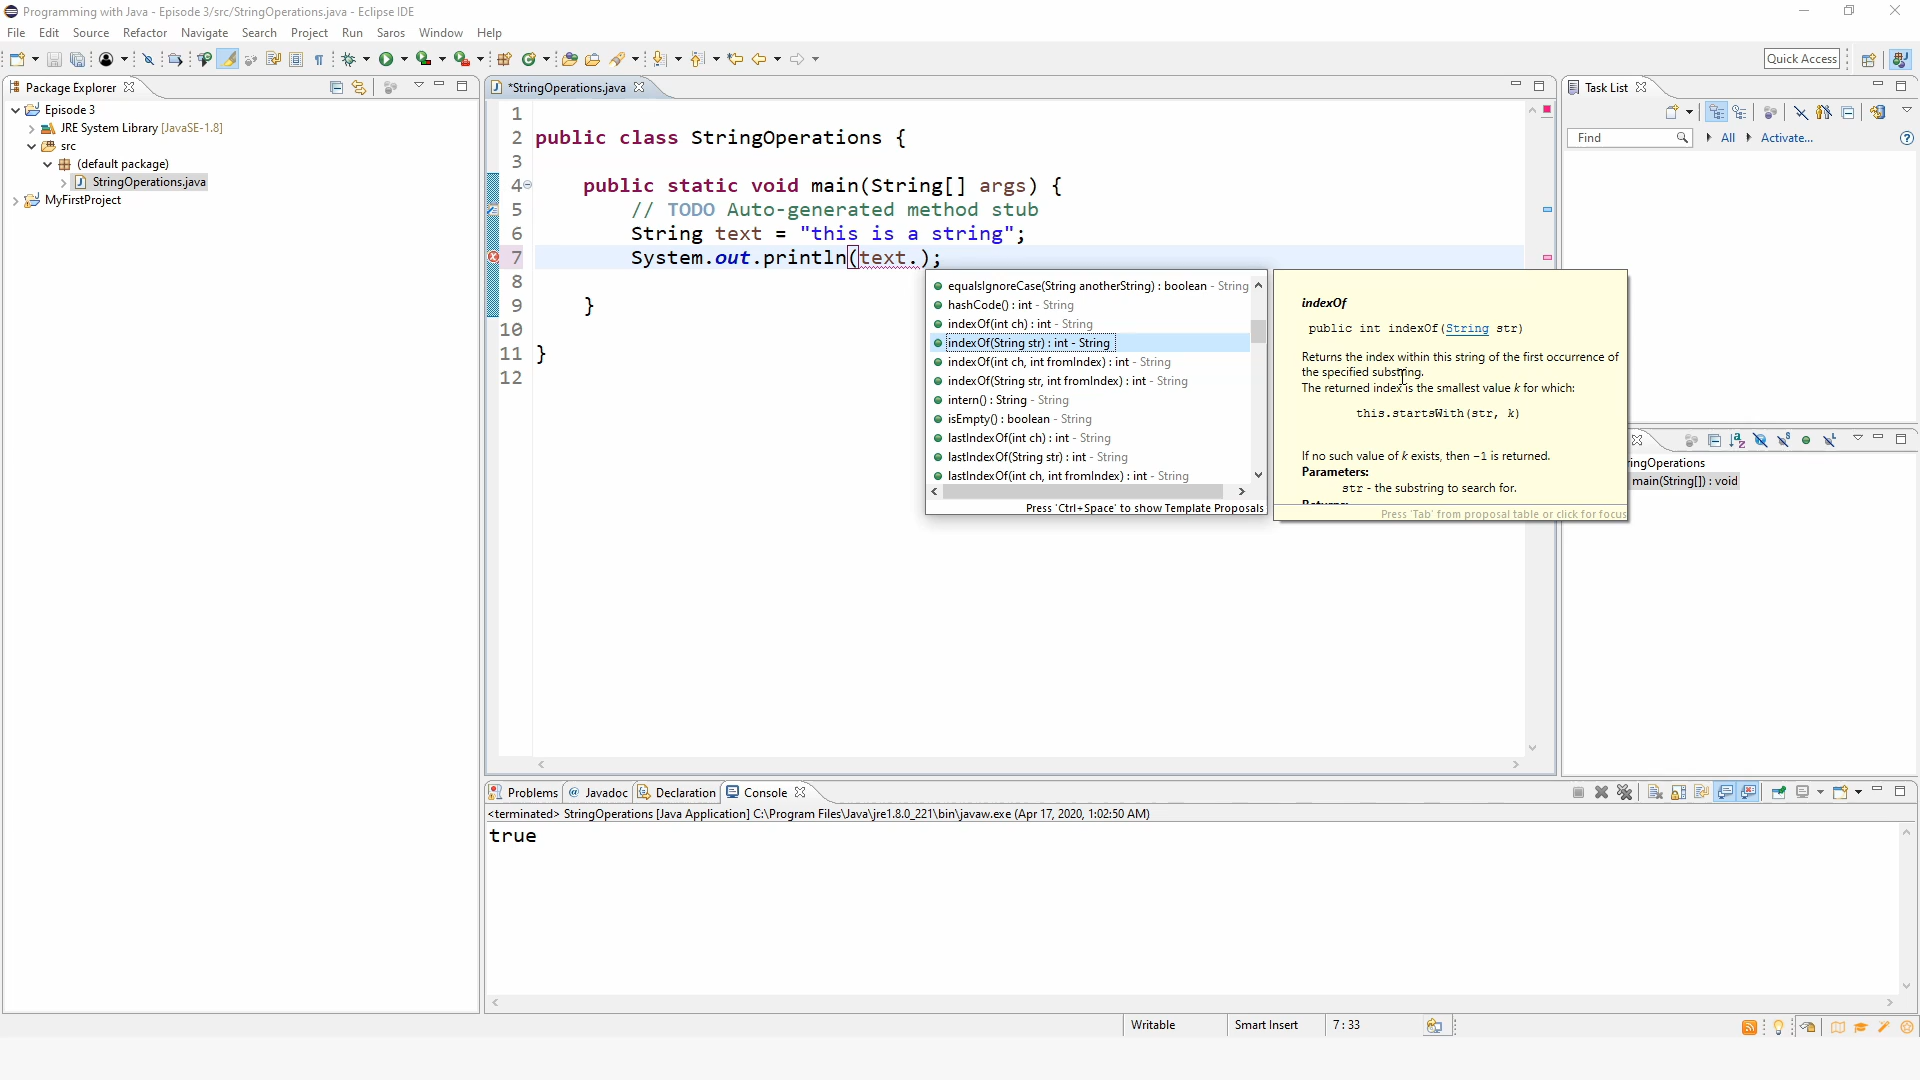 Programming with Java - Episode 3/src/StringOperations.java - Eclipse IDE
File Edit Source Refactor Navigate Search Project Run Saros Window Help
Quick Access
Package Explorer
Episode 3
JRE System Library [JavaSE-1.8]
src
(default package)
StringOperations.java
MyFirstProject
*StringOperations.java
1
2 public class StringOperations {
3
4 public static void main(String[] args) {
5 // TODO Auto-generated method stub
6 String text = "this is a string";
7 System.out.println(text.);
8
9 }
10
11 }
12
equalsIgnoreCase(String anotherString) : boolean - String
hashCode() : int - String
indexOf(int ch) : int - String
indexOf(String str) : int - String
indexOf(int ch, int fromIndex) : int - String
indexOf(String str, int fromIndex) : int - String
intern() : String - String
isEmpty() : boolean - String
lastIndexOf(int ch) : int - String
lastIndexOf(String str) : int - String
lastIndexOf(int ch, int fromIndex) : int - String
Press 'Ctrl+Space' to show Template Proposals
indexOf
public int indexOf(String str)
Returns the index within this string of the first occurrence of
the specified substring.
The returned index is the smallest value k for which:
this.startsWith(str, k)
If no such value of k exists, then -1 is returned.
Parameters:
str - the substring to search for.
Press 'Tab' from proposal table or click for focus
Task List
Find All Activate...
ringOperations
main(String[]) : void
Problems Javadoc Declaration Console
<terminated> StringOperations [Java Application] C:\Program Files\Java\jre1.8.0_221\bin\javaw.exe (Apr 17, 2020, 1:02:50 AM)
true
Writable Smart Insert 7 : 33